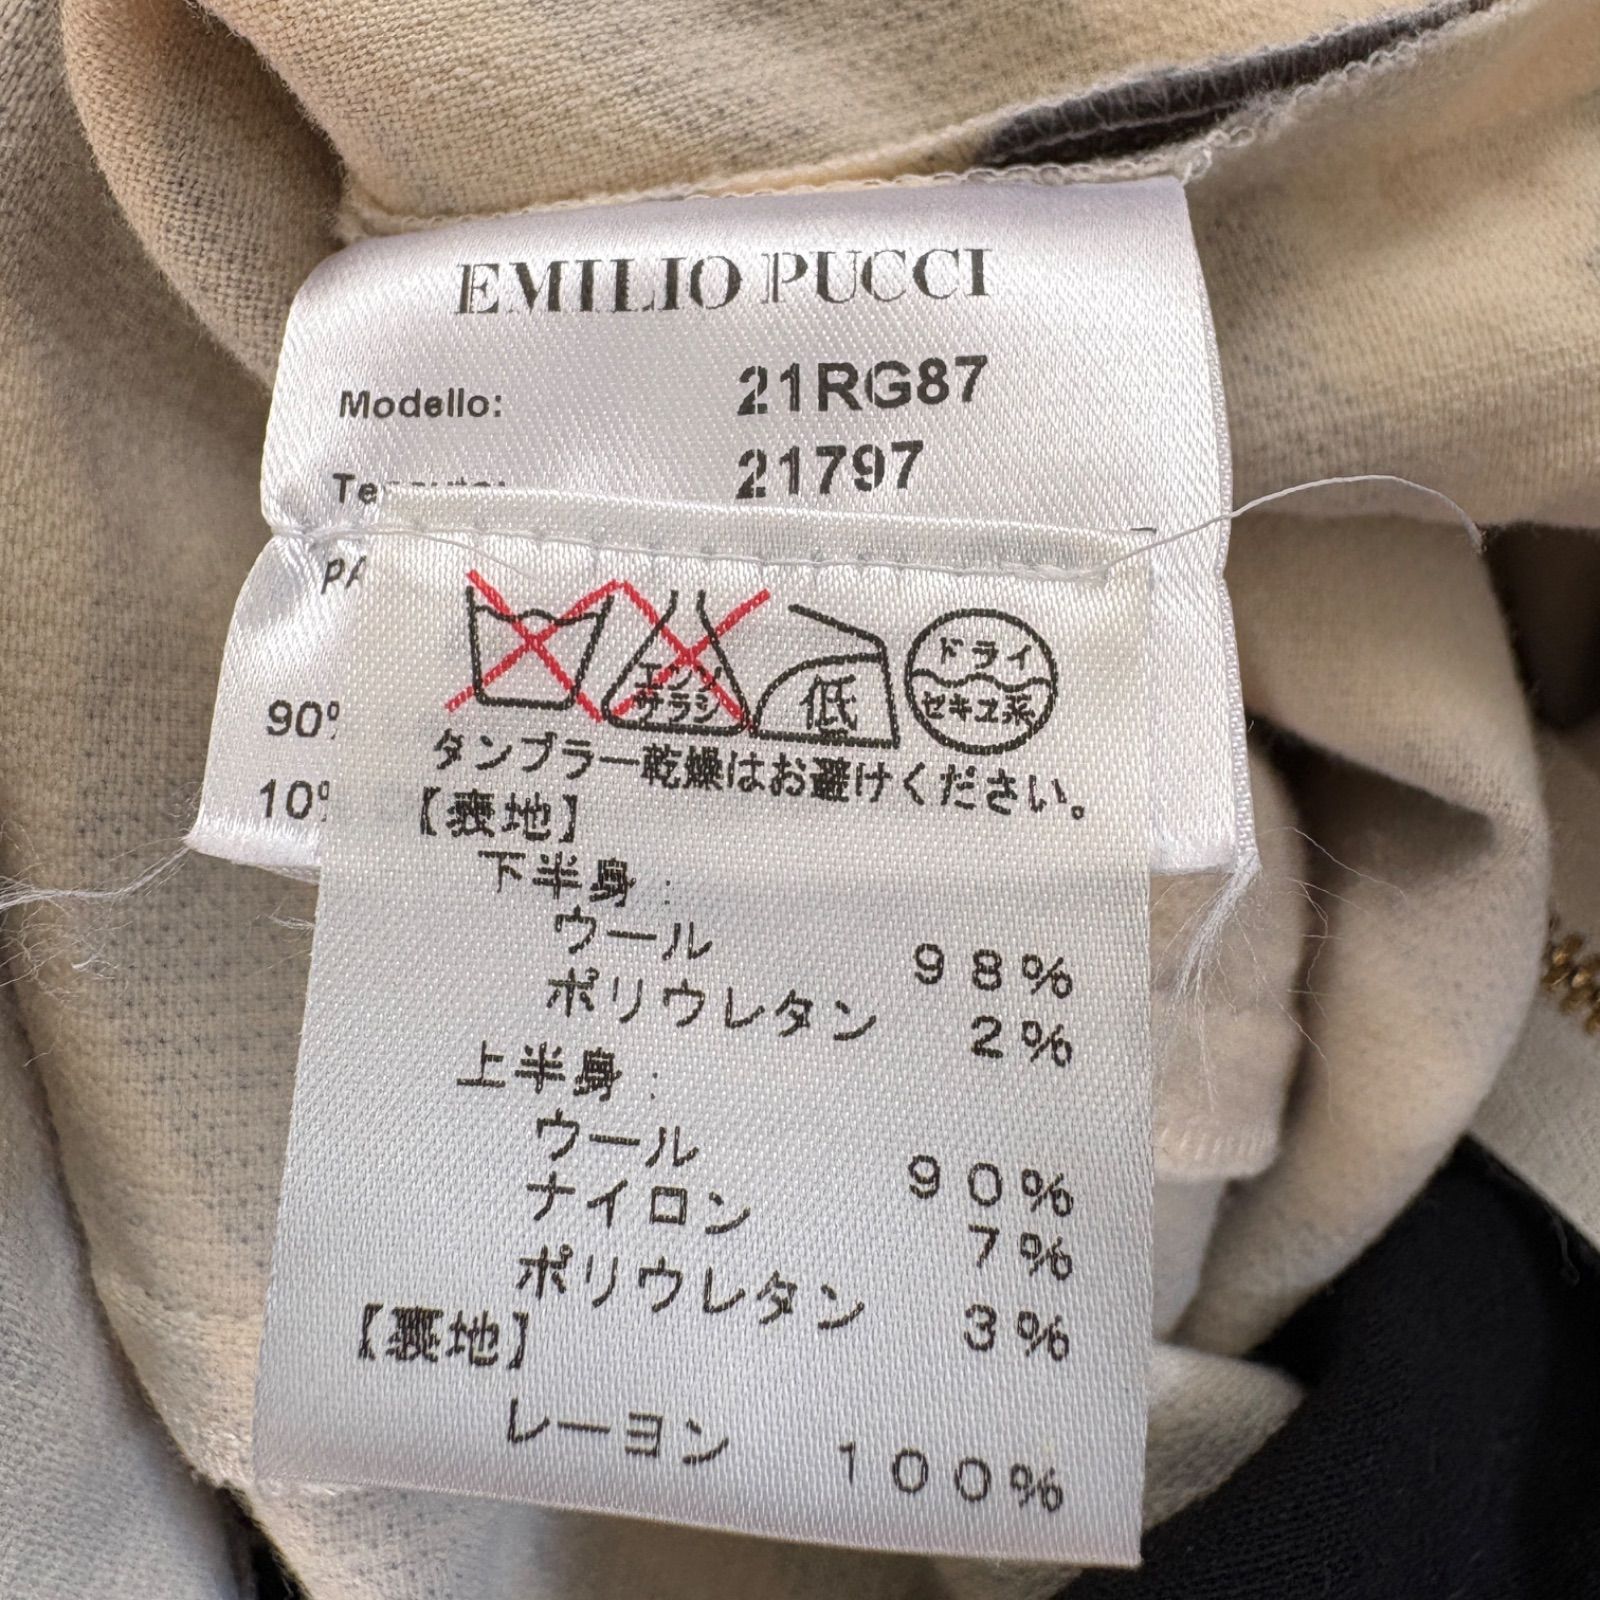 EMILIO PUCCI
Modello: 21RG87
21797
PA
90%
10%
エンソ
サラシ
低
ドライ
セキユ系
タンブラー乾燥はお避けください。
【表地】
下半身:
ウール 98%
ポリウレタン 2%
上半身:
ウール 90%
ナイロン 7%
ポリウレタン 3%
【裏地】
レーヨン 100%